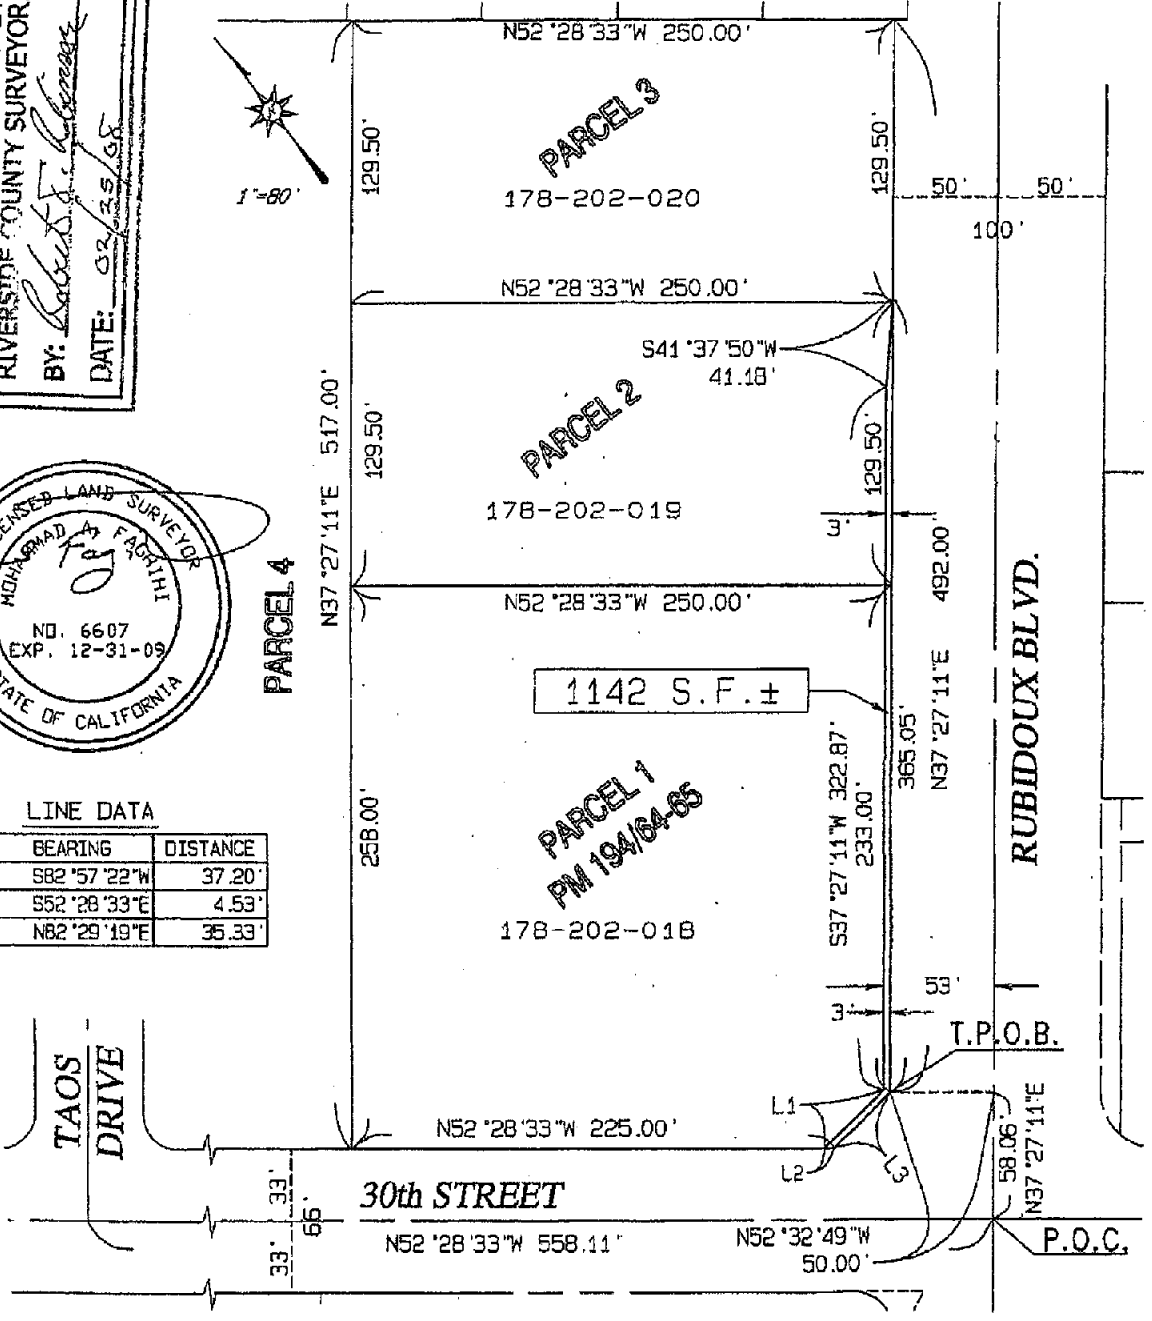 RIVERSIDE COUNTY SURVEYOR
BY:
DATE: 02/25/08
N52°28'33"W 250.00'
PARCEL 3
178-202-020
129.50'
129.50'
1"=80'
50' 50'
100'
N52°28'33"W 250.00'
S41°37'50"W
41.18'
PARCEL 2
178-202-019
129.50'
129.50'
N37°27'11"E 517.00'
3'
PARCEL 4
LICENSED LAND SURVEYOR
MOHAMMAD A. FAGHIHI
NO. 6607
EXP. 12-31-09
STATE OF CALIFORNIA
N52°28'33"W 250.00'
1142 S.F.±
365.05'
N37°27'11"E 492.00'
RUBIDOUX BLVD.
S37°27'11"W 322.87'
233.00'
258.00'
PARCEL 1
PM 194/64-65
178-202-018
LINE DATA
BEARING DISTANCE
S82°57'22"W 37.20'
S52°28'33"E 4.53'
N82°29'19"E 35.33'
53'
3'
T.P.O.B.
TAOS
DRIVE
L1
L2
L3
N52°28'33"W 225.00'
58.06'
N37°27'11"E
33'
66'
33'
30th STREET
N52°28'33"W 558.11'
N52°32'49"W
50.00'
P.O.C.